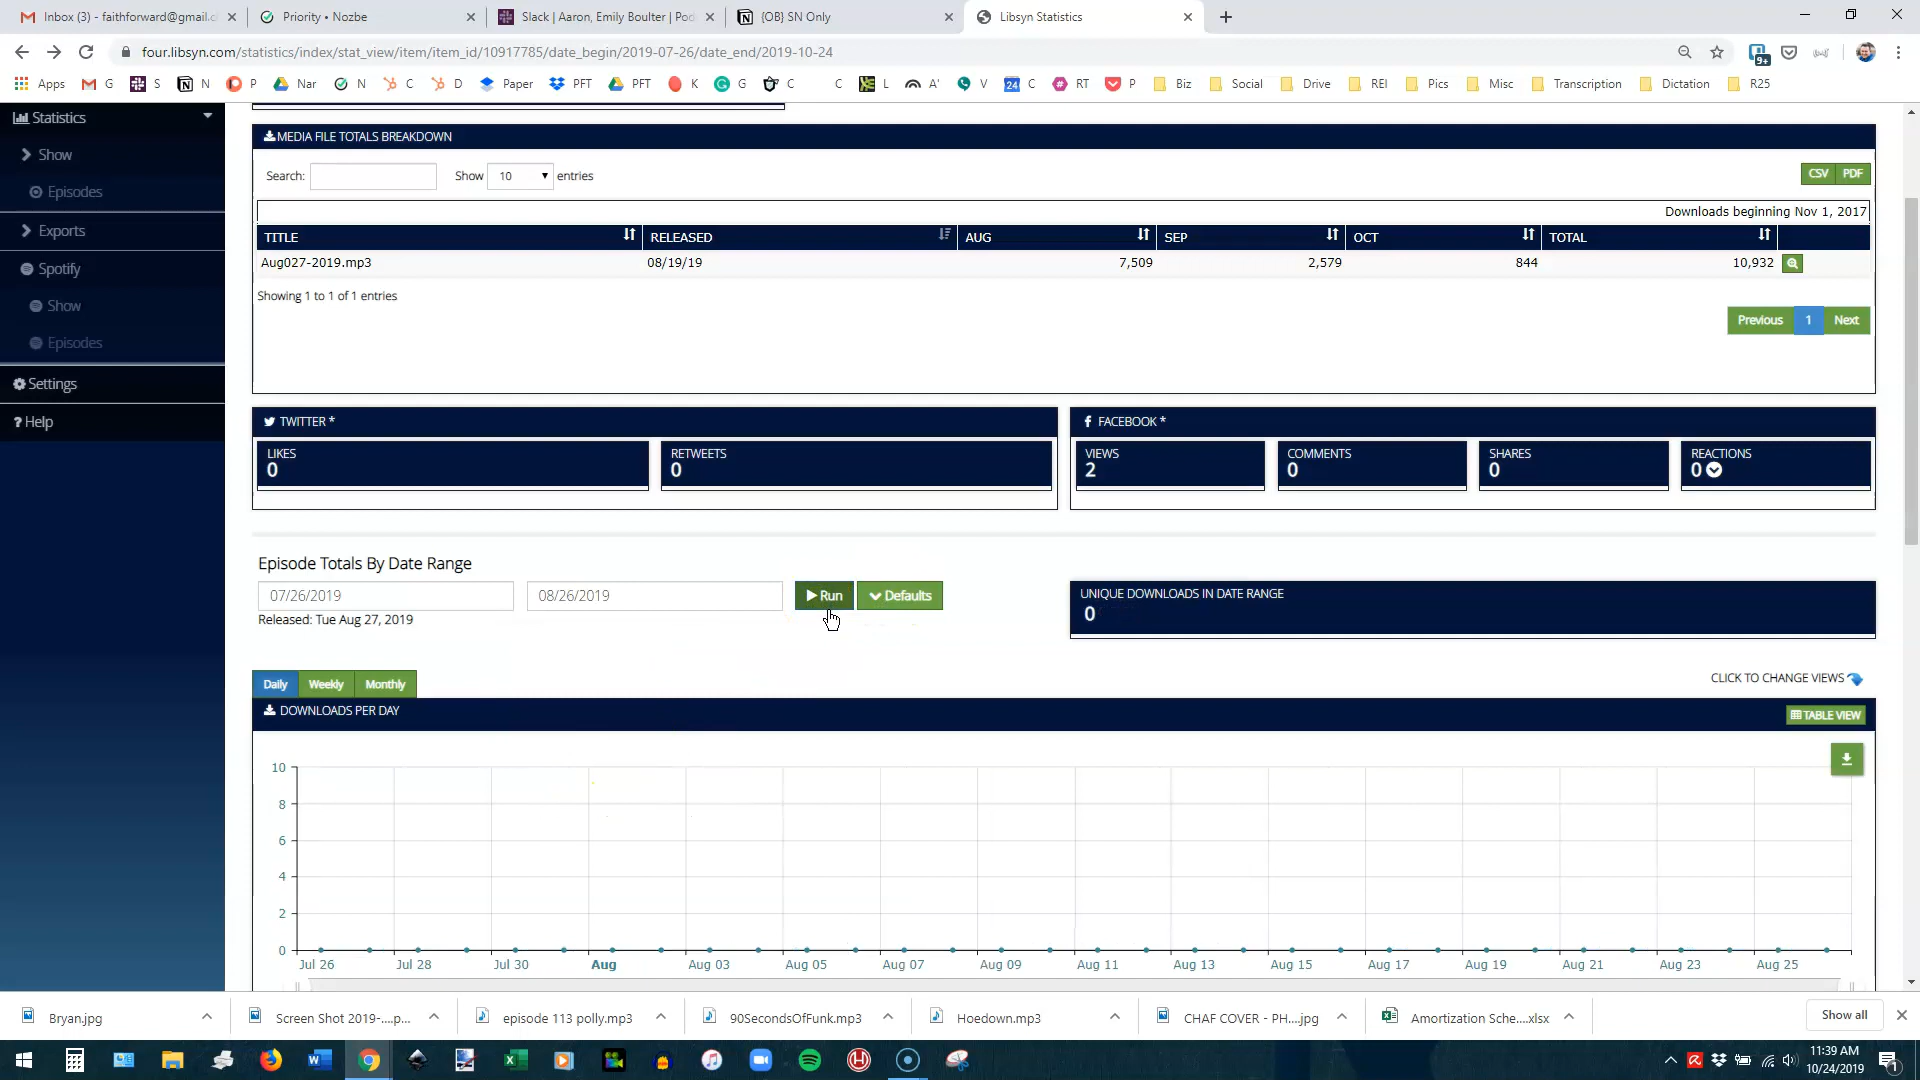 Inbox (3) - faithforward@gmail.c
Priority • Nozbe
Slack | Aaron, Emily Boulter | Pod
{OB} SN Only
Libsyn Statistics
four.libsyn.com/statistics/index/stat_view/item/item_id/10917785/date_begin/2019-07-26/date_end/2019-10-24
9+
Apps G S N P Nar N C D Paper PFT PFT K G C C L A' V 24 C RT P Biz Social Drive REI Pics Misc Transcription Dictation R25
Statistics
Show
Episodes
Exports
Spotify
Show
Episodes
Settings
? Help
MEDIA FILE TOTALS BREAKDOWN
Search: Show 10 entries
CSV PDF
Downloads beginning Nov 1, 2017
TITLE RELEASED AUG SEP OCT TOTAL
Aug027-2019.mp3 08/19/19 7,509 2,579 844 10,932
Showing 1 to 1 of 1 entries
Previous 1 Next
TWITTER *
LIKES
0
RETWEETS
0
FACEBOOK *
VIEWS
2
COMMENTS
0
SHARES
0
REACTIONS
0
Episode Totals By Date Range
07/26/2019 08/26/2019 Run Defaults
Released: Tue Aug 27, 2019
UNIQUE DOWNLOADS IN DATE RANGE
0
Daily Weekly Monthly
CLICK TO CHANGE VIEWS
DOWNLOADS PER DAY
TABLE VIEW
10
8
6
4
2
0
Jul 26 Jul 28 Jul 30 Aug Aug 03 Aug 05 Aug 07 Aug 09 Aug 11 Aug 13 Aug 15 Aug 17 Aug 19 Aug 21 Aug 23 Aug 25
Bryan.jpg
Screen Shot 2019-....p...
episode 113 polly.mp3
90SecondsOfFunk.mp3
Hoedown.mp3
CHAF COVER - PH....jpg
Amortization Sche....xlsx
Show all
11:39 AM
10/24/2019
1